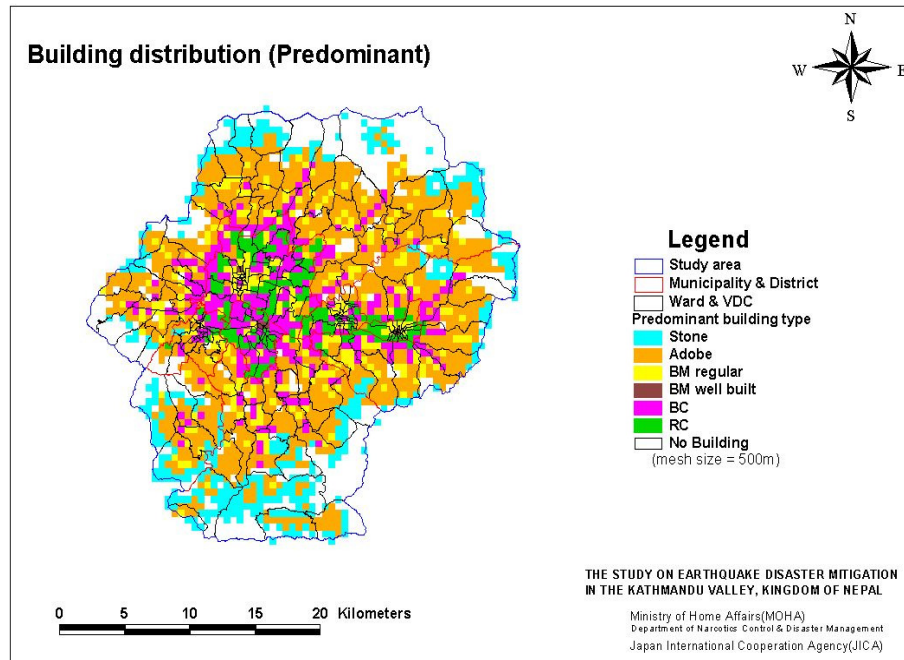 Building distribution (Predominant)
N
W E
S
Legend
Study area
Municipality & District
Ward & VDC
Predominant building type
Stone
Adobe
BM regular
BM well built
BC
RC
No Building
(mesh size = 500m)
0 5 10 15 20 Kilometers
THE STUDY ON EARTHQUAKE DISASTER MITIGATION
IN THE KATHMANDU VALLEY, KINGDOM OF NEPAL
Ministry of Home Affairs(MOHA)
Department of Narcotics Control & Disaster Management
Japan International Cooperation Agency(JICA)